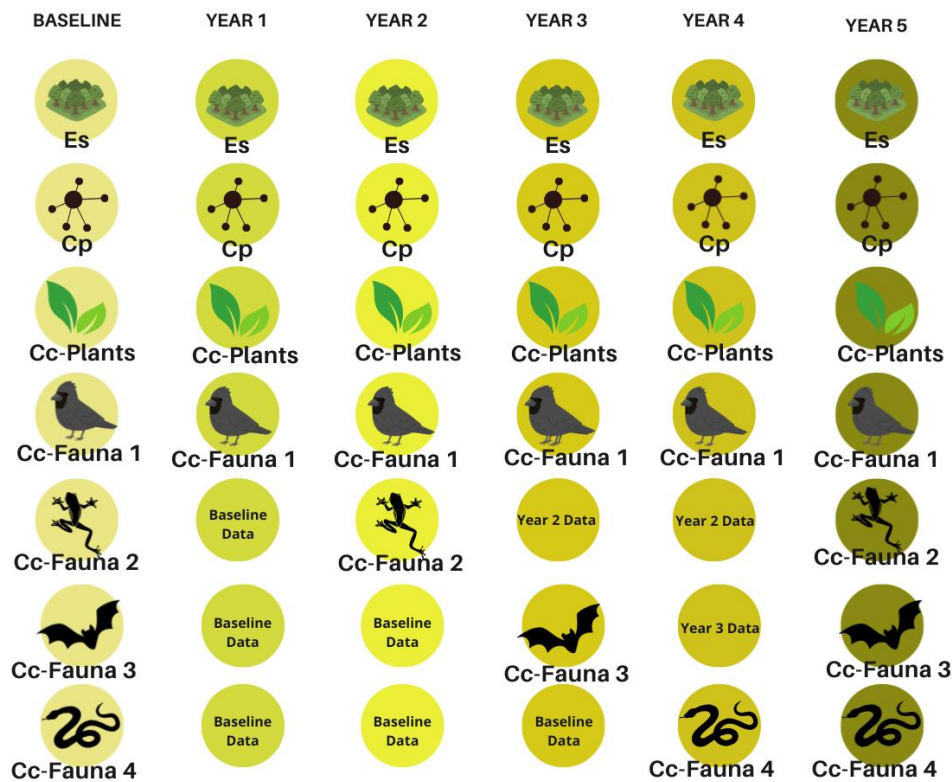 BASELINE YEAR 1 YEAR 2 YEAR 3 YEAR 4 YEAR 5
Es Es Es Es Es Es
Cp Cp Cp Cp Cp Cp
Cc-Plants Cc-Plants Cc-Plants Cc-Plants Cc-Plants Cc-Plants
Cc-Fauna 1 Cc-Fauna 1 Cc-Fauna 1 Cc-Fauna 1 Cc-Fauna 1 Cc-Fauna 1
Baseline
Data
Year 2 Data Year 2 Data
Cc-Fauna 2 Cc-Fauna 2 Cc-Fauna 2
Baseline Baseline
Data Data
Year 3 Data
Cc-Fauna 3 Cc-Fauna 3 Cc-Fauna 3
Baseline Baseline Baseline
Data Data Data
Cc-Fauna 4 Cc-Fauna 4 Cc-Fauna 4